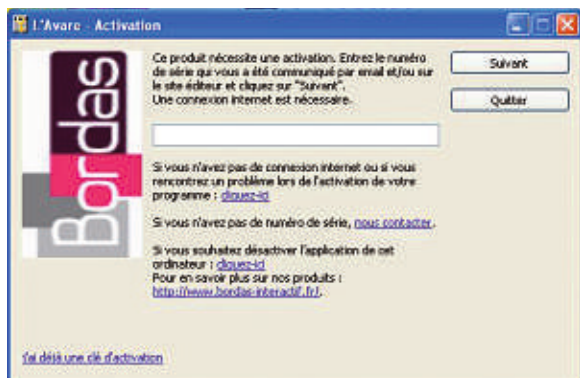 L'Avare - Activation
Bordas
Ce produit nécessite une activation. Entrez le numéro
de série qui vous a été communiqué par email et/ou sur
le site éditeur et cliquez sur "Suivant".
Une connexion internet est nécessaire.
Suivant
Quitter
Si vous n'avez pas de connexion internet ou si vous
rencontrez un problème lors de l'activation de votre
programme : cliquez-ici
Si vous n'avez pas de numéro de série, nous contacter.
Si vous souhaitez désactiver l'application de cet
ordinateur : cliquez-ici
Pour en savoir plus sur nos produits :
http://www.bordas-interactif.fr/.
J'ai déjà une clé d'activation